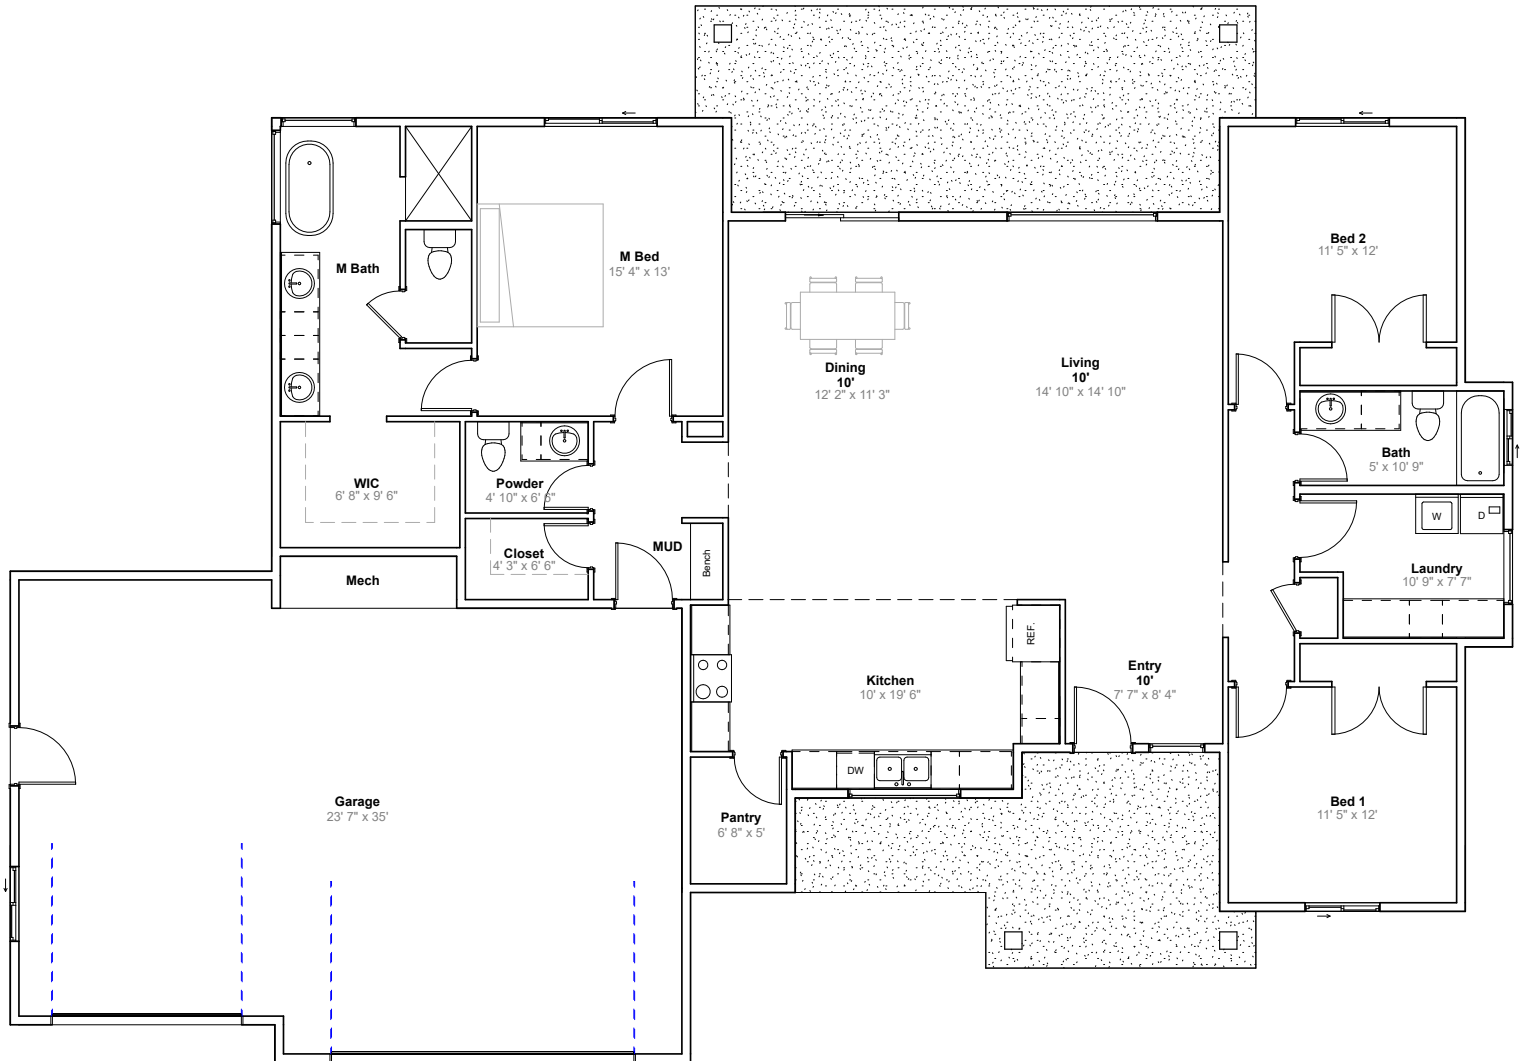 M Bath
M Bed
15' 4" x 13'
Bed 2
11' 5" x 12'
Dining
10'
12' 2" x 11' 3"
Living
10'
14' 10" x 14' 10"
Bath
5' x 10' 9"
WIC
6' 8" x 9' 6"
Powder
4' 10" x 6' 6"
W
D
Closet
4' 3" x 6' 6"
MUD
Bench
Laundry
10' 9" x 7' 7"
Mech
REF.
Kitchen
10' x 19' 6"
Entry
10'
7' 7" x 8' 4"
DW
Garage
23' 7" x 35'
Pantry
6' 8" x 5'
Bed 1
11' 5" x 12'